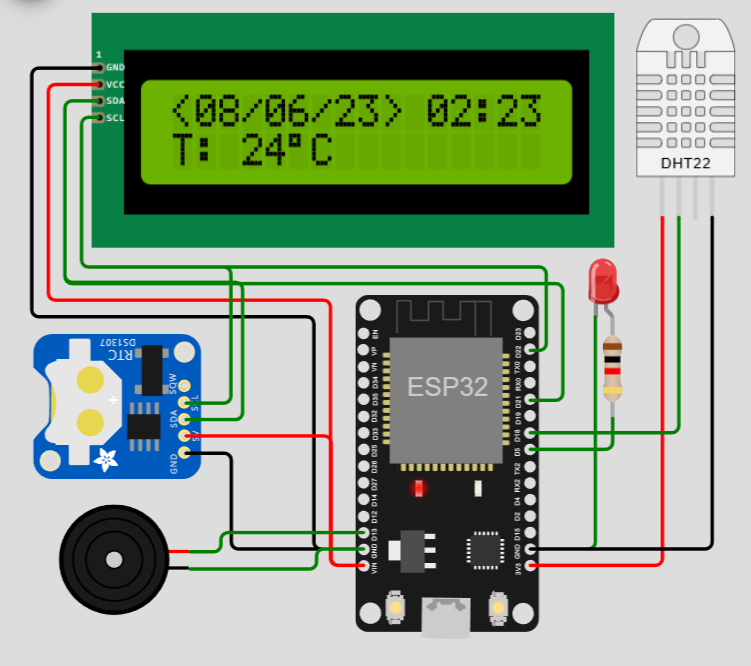 1
GND
VCC
SDA
SCL
<08/06/23> 02:23
T: 24°C
DHT22
RTC
DS1307
SQW
SCL
SDA
5V
GND
ESP32
EN
VP
VN
D34
D35
D32
D33
D25
D26
D27
D14
D12
D13
GND
VIN
D23
D22
TX0
RX0
D21
D19
D18
D5
TX2
RX2
D4
D2
D15
GND
3V3